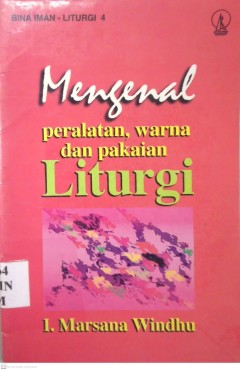 BINA IMAN - LITURGI 4
Mengenal
peralatan, warna
dan pakaian
Liturgi
I. Marsana Windhu